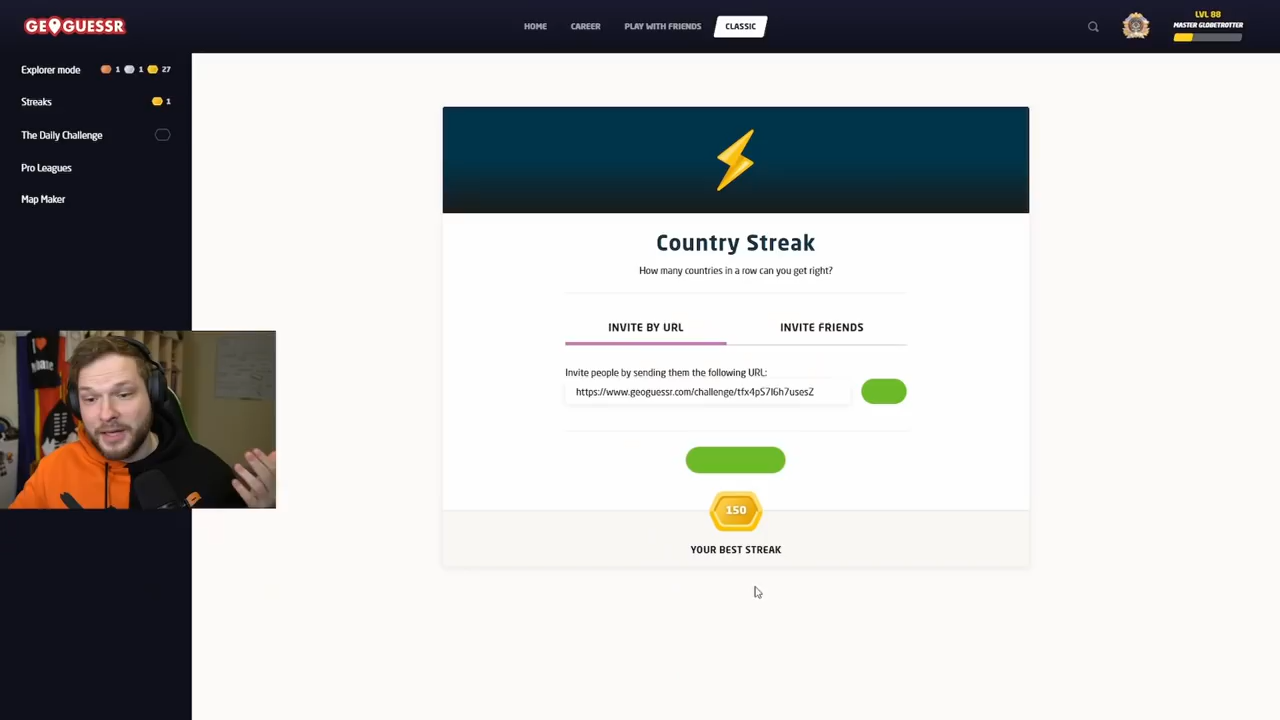 GEOGUESSR
HOME
CAREER
PLAY WITH FRIENDS
CLASSIC
LVL 88
MASTER GLOBETROTTER
Explorer mode 1 1 27
Streaks 1
The Daily Challenge
Pro Leagues
Map Maker
Country Streak
How many countries in a row can you get right?
INVITE BY URL
INVITE FRIENDS
Invite people by sending them the following URL:
https://www.geoguessr.com/challenge/tfx4pS7I6h7usesZ
150
YOUR BEST STREAK